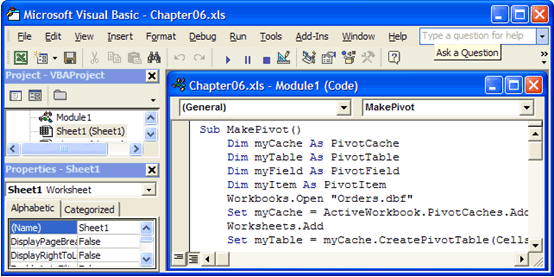 Microsoft Visual Basic - Chapter06.xls
File Edit View Insert Format Debug Run Tools Add-Ins Window Help Type a question for help
Ask a Question
Project - VBAProject
Module1
Sheet1 (Sheet1)
Properties - Sheet1
Sheet1 Worksheet
Alphabetic Categorized
(Name) Sheet1
DisplayPageBrea False
DisplayRightToL False
Chapter06.xls - Module1 (Code)
(General) MakePivot
Sub MakePivot()
Dim myCache As PivotCache
Dim myTable As PivotTable
Dim myField As PivotField
Dim myItem As PivotItem
Workbooks.Open "Orders.dbf"
Set myCache = ActiveWorkbook.PivotCaches.Add
Worksheets.Add
Set myTable = myCache.CreatePivotTable(Cells